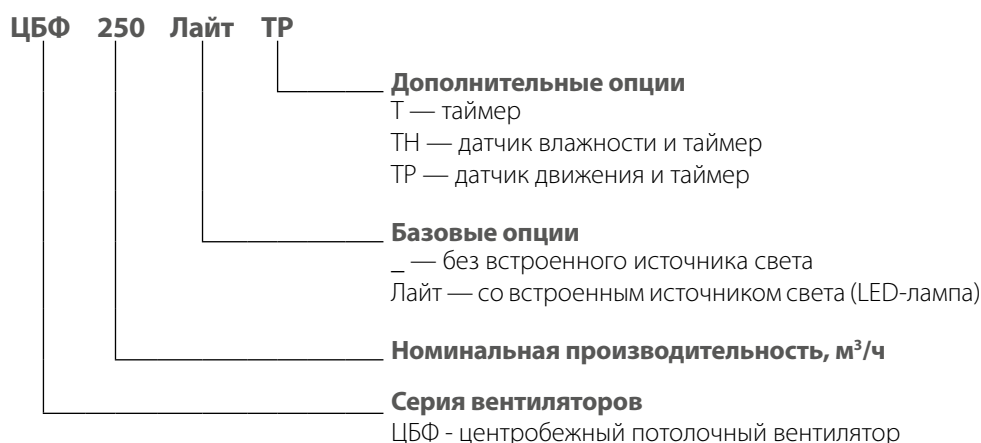 ЦБФ 250 Лайт ТР
Дополнительные опции
Т — таймер
ТН — датчик влажности и таймер
ТР — датчик движения и таймер
Базовые опции
_ — без встроенного источника света
Лайт — со встроенным источником света (LED-лампа)
Номинальная производительность, м³/ч
Серия вентиляторов
ЦБФ - центробежный потолочный вентилятор